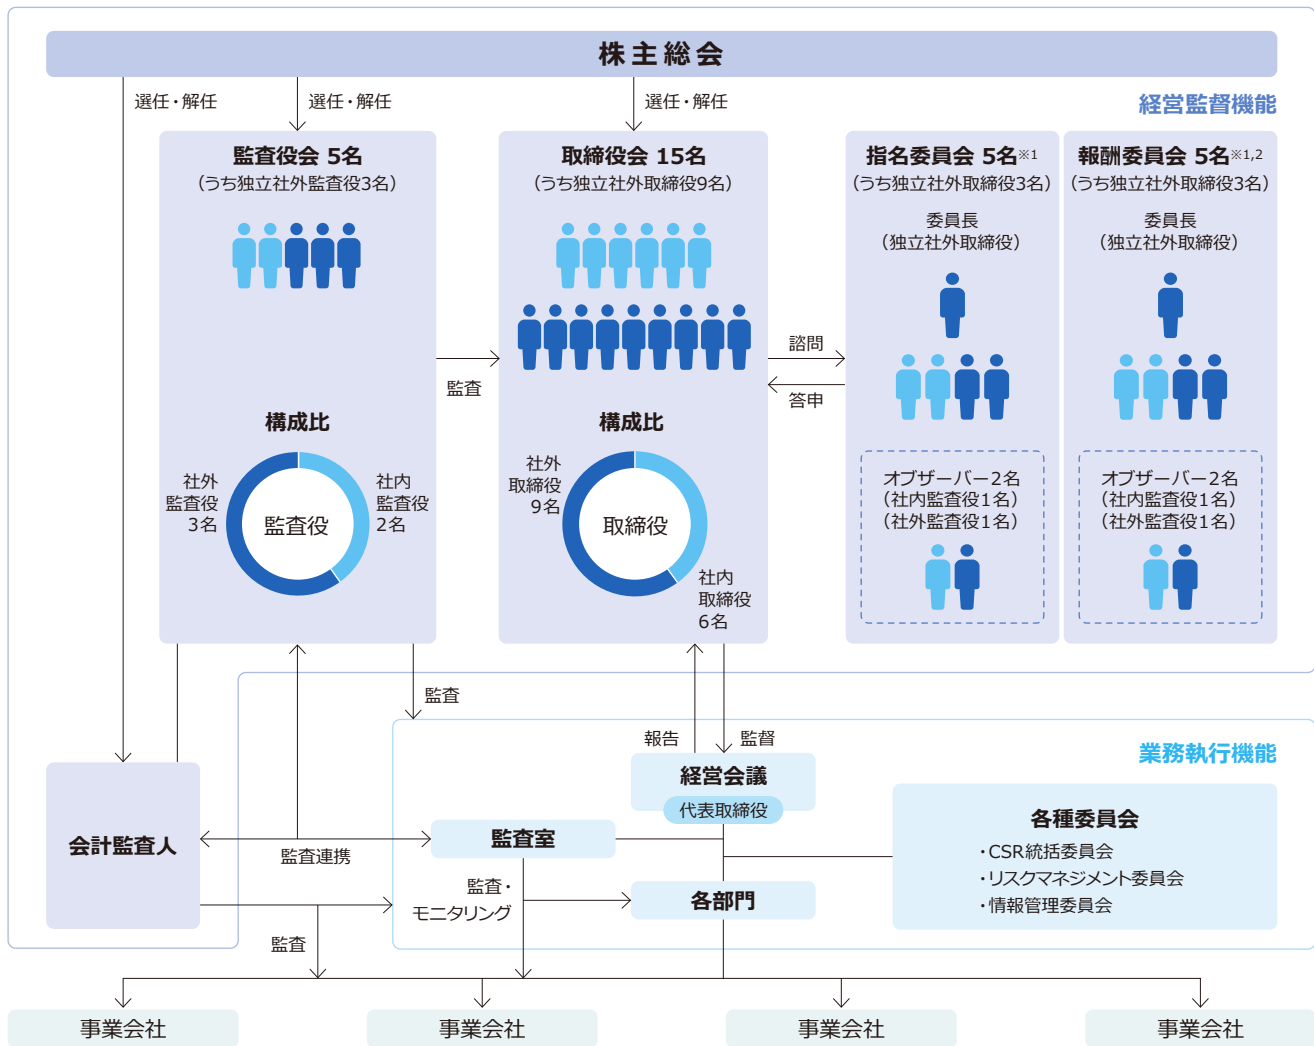 株主総会
選任・解任
選任・解任
選任・解任
経営監督機能
監査役会 5名
(うち独立社外監査役3名)
構成比
社外
監査役
3名
監査役
社内
監査役
2名
監査
取締役会 15名
(うち独立社外取締役9名)
構成比
社外
取締役
9名
取締役
社内
取締役
6名
諮問
答申
指名委員会 5名※1
(うち独立社外取締役3名)
委員長
(独立社外取締役)
オブザーバー2名
(社内監査役1名)
(社外監査役1名)
報酬委員会 5名※1,2
(うち独立社外取締役3名)
委員長
(独立社外取締役)
オブザーバー2名
(社内監査役1名)
(社外監査役1名)
監査
報告
監督
業務執行機能
経営会議
代表取締役
会計監査人
監査連携
監査室
監査・
モニタリング
各部門
各種委員会
・CSR統括委員会
・リスクマネジメント委員会
・情報管理委員会
監査
事業会社
事業会社
事業会社
事業会社